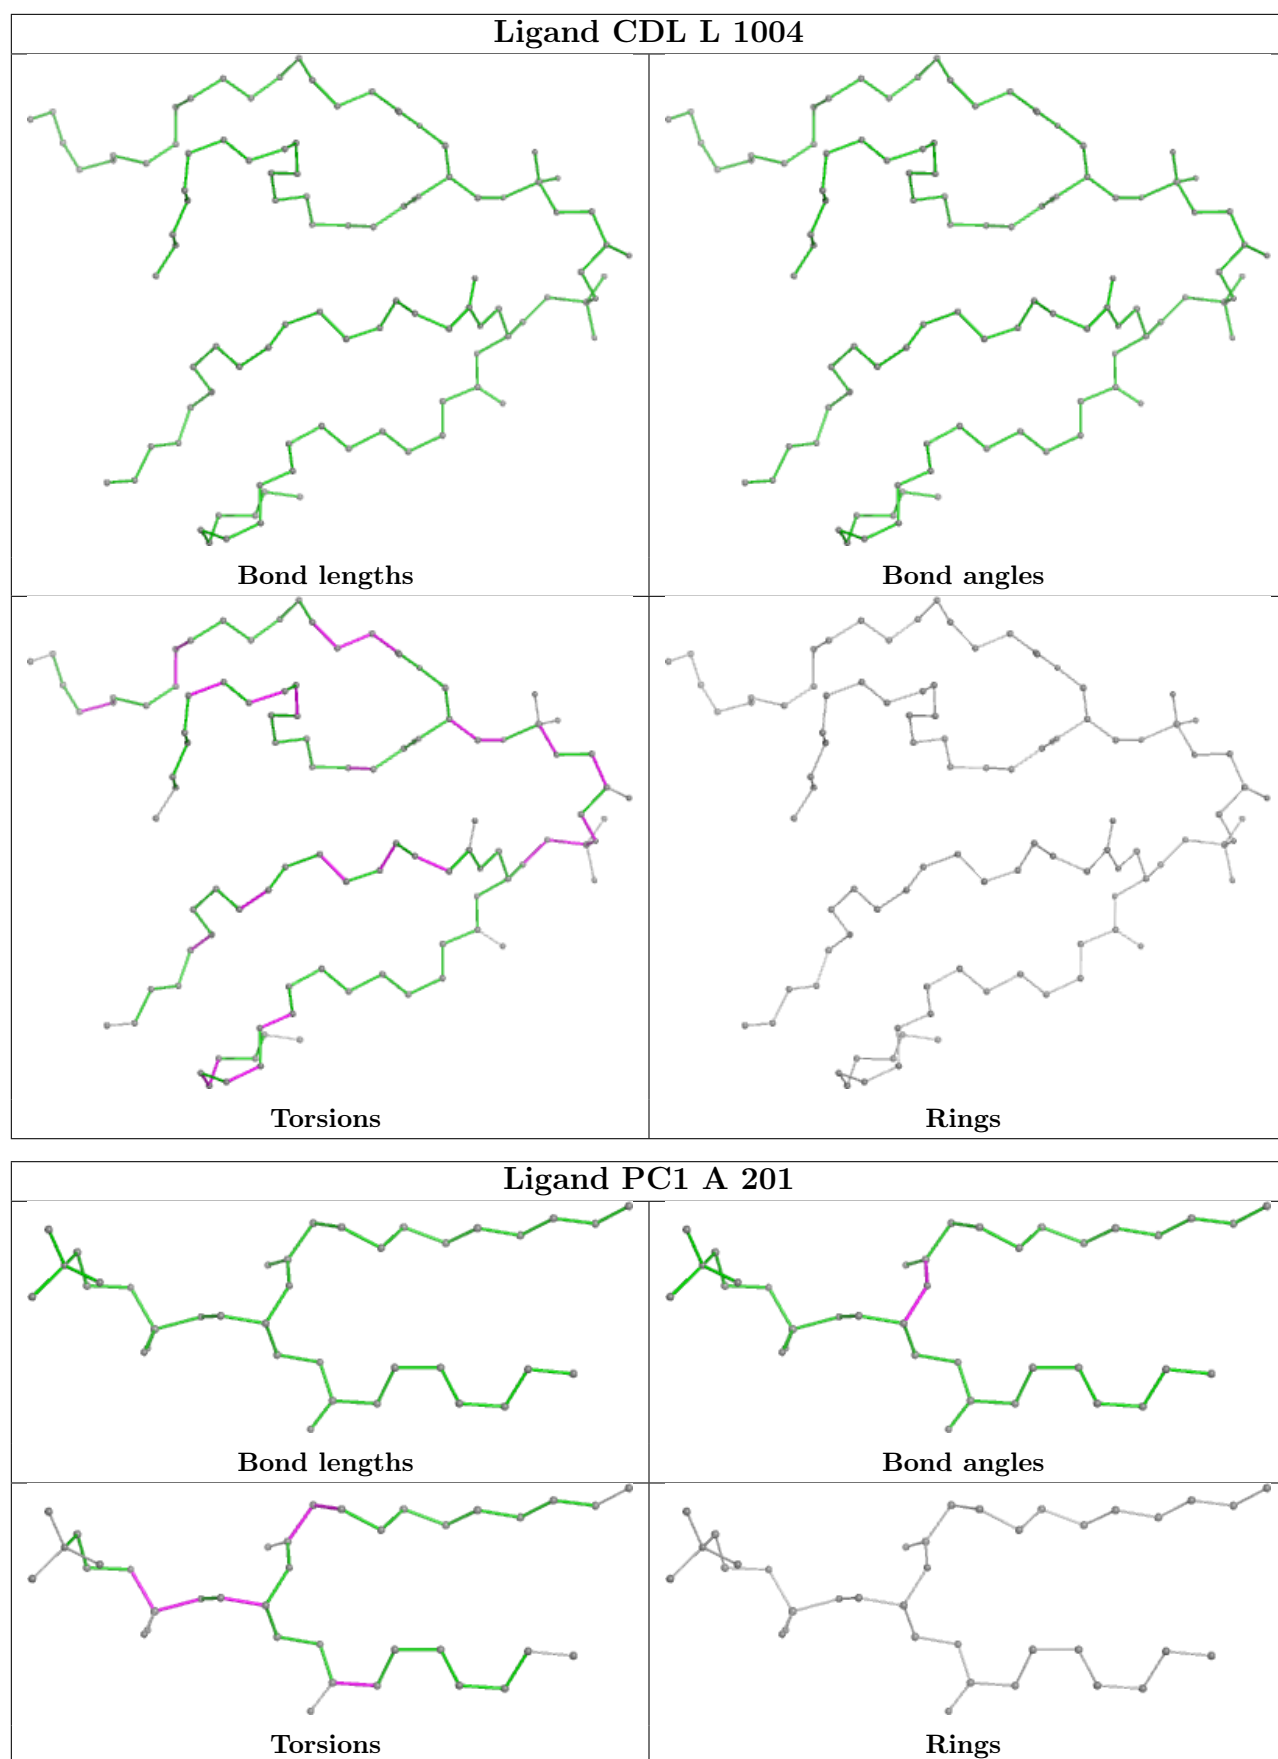 Ligand CDL L 1004
Bond lengths
Bond angles
Torsions
Rings
Ligand PC1 A 201
Bond lengths
Bond angles
Torsions
Rings